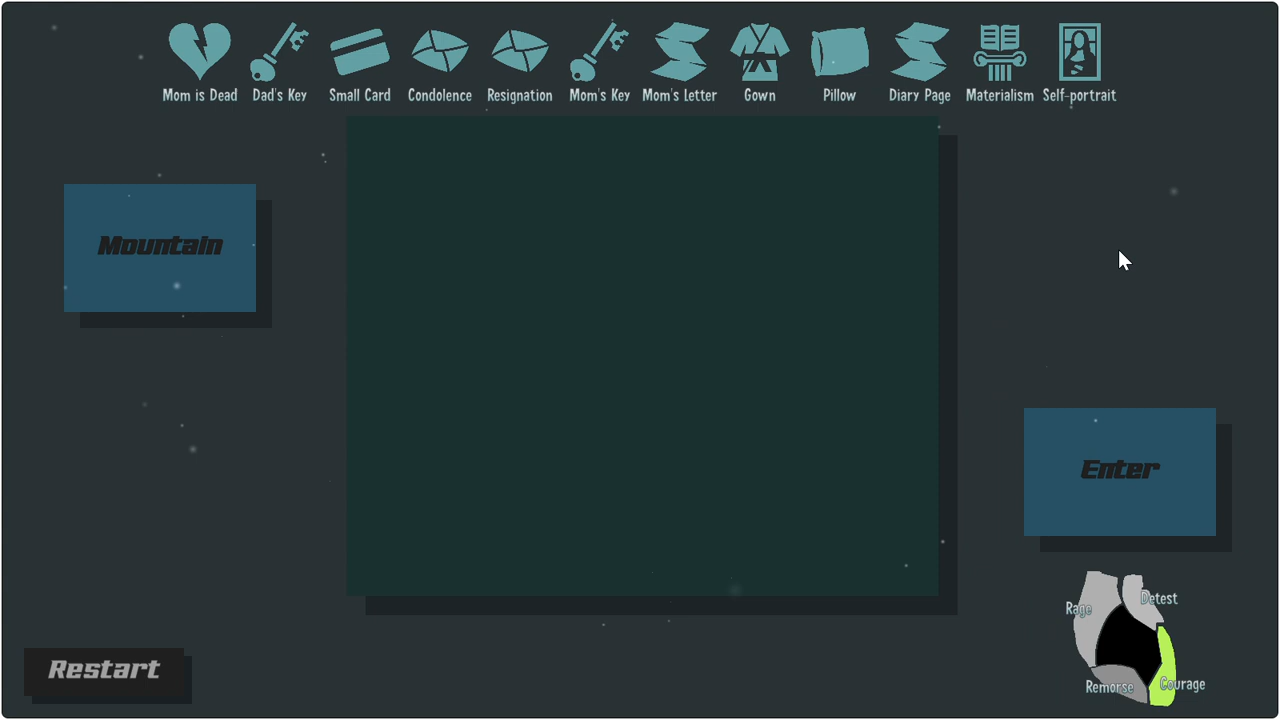 Mom is Dead
Dad's Key
Small Card
Condolence
Resignation
Mom's Key
Mom's Letter
Gown
Pillow
Diary Page
Materialism
Self-portrait
Mountain
Enter
Rage
Detest
Remorse
Courage
Restart